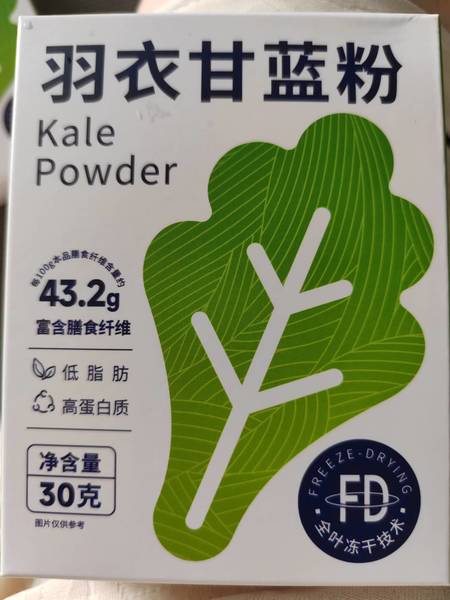 羽衣甘蓝粉
Kale
Powder
每100g本品膳食纤维含量约
43.2g
富含膳食纤维
低脂肪
高蛋白质
净含量
30克
图片仅供参考
FREEZE-DRYING
FD
全叶冻干技术